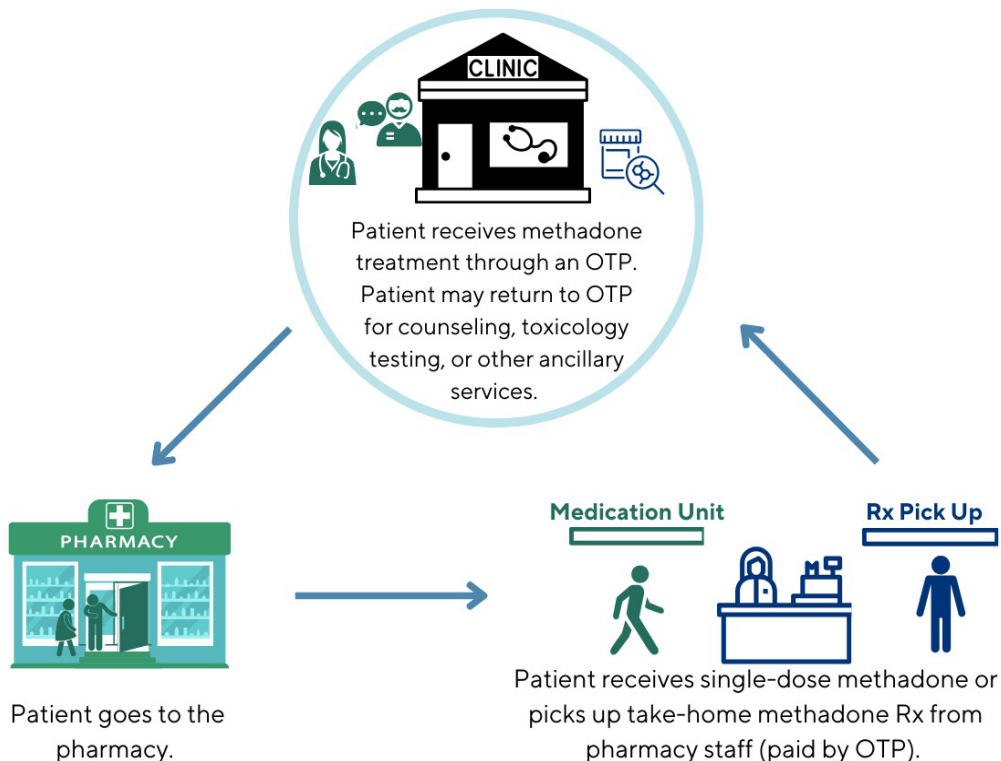 CLINIC
Patient receives methadone
treatment through an OTP.
Patient may return to OTP
for counseling, toxicology
testing, or other ancillary
services.
PHARMACY
Patient goes to the
pharmacy.
Medication Unit
Rx Pick Up
Patient receives single-dose methadone or
picks up take-home methadone Rx from
pharmacy staff (paid by OTP).